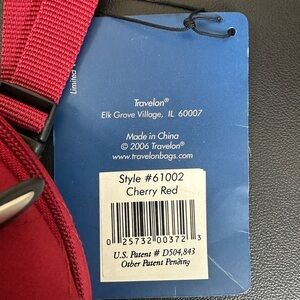 Limited
Travelon®
Elk Grove Village, IL 60007
Made in China
© 2006 Travelon®
www.travelonbags.com
Style #61002
Cherry Red
0 25732 00372 3
U.S. Patent # D504,843
Other Patent Pending